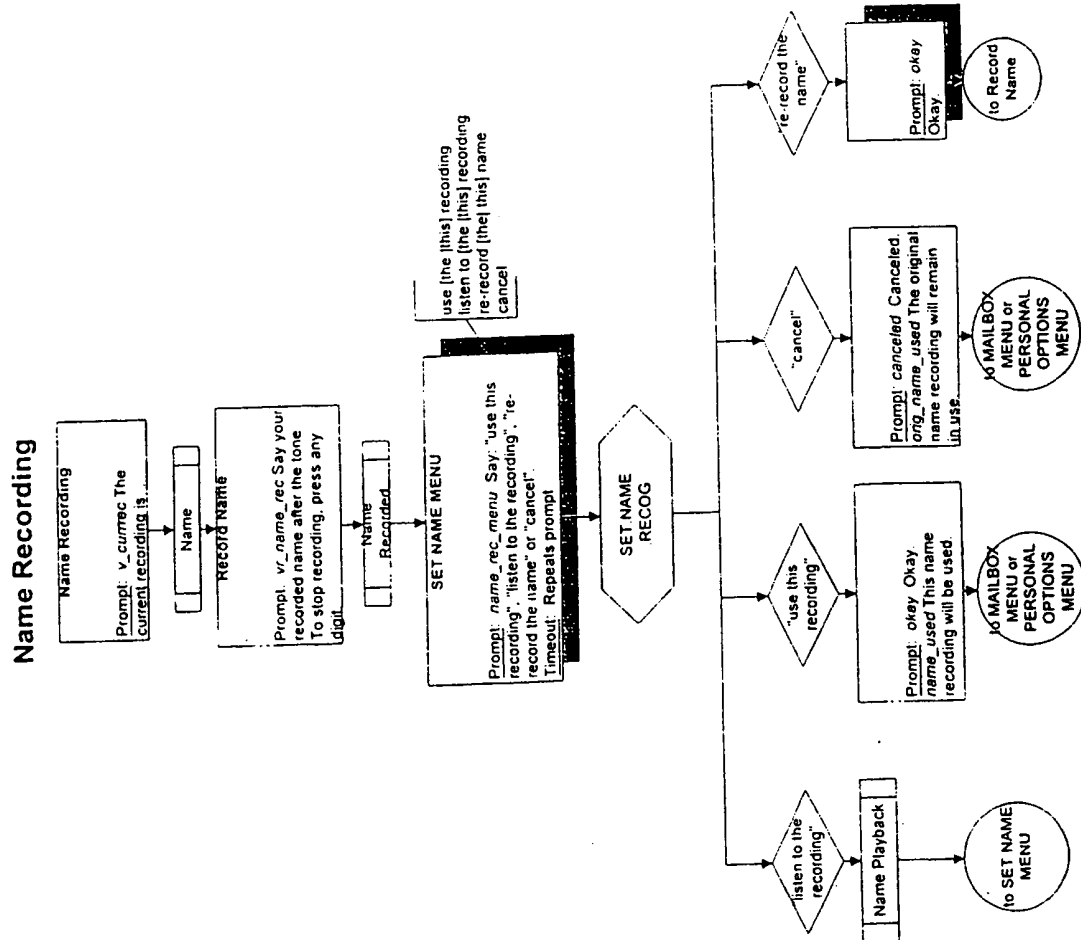 Name Recording
Name Recording
Prompt: v_currrec The
current recording is
Name
Record Name
Prompt: vr_name_rec Say your
recorded name after the tone
To stop recording, press any
digit
Name
Recorded
SET NAME MENU
Prompt: name_rec_menu Say: "use this
recording", "listen to the recording", "re-
record the name" or "cancel"
Timeout: Repeats prompt
use [the |this] recording
listen to [the |this] recording
re-record [the| this] name
cancel
SET NAME
RECOG
"listen to the
recording"
Name Playback
to SET NAME
MENU
"use this
recording"
Prompt: okay Okay.
name_used This name
recording will be used.
to MAILBOX
MENU or
PERSONAL
OPTIONS
MENU
"cancel"
Prompt: canceled Canceled.
orig_name_used The original
name recording will remain
in use.
to MAILBOX
MENU or
PERSONAL
OPTIONS
MENU
"re-record the
name"
Prompt: okay
Okay.
to Record
Name